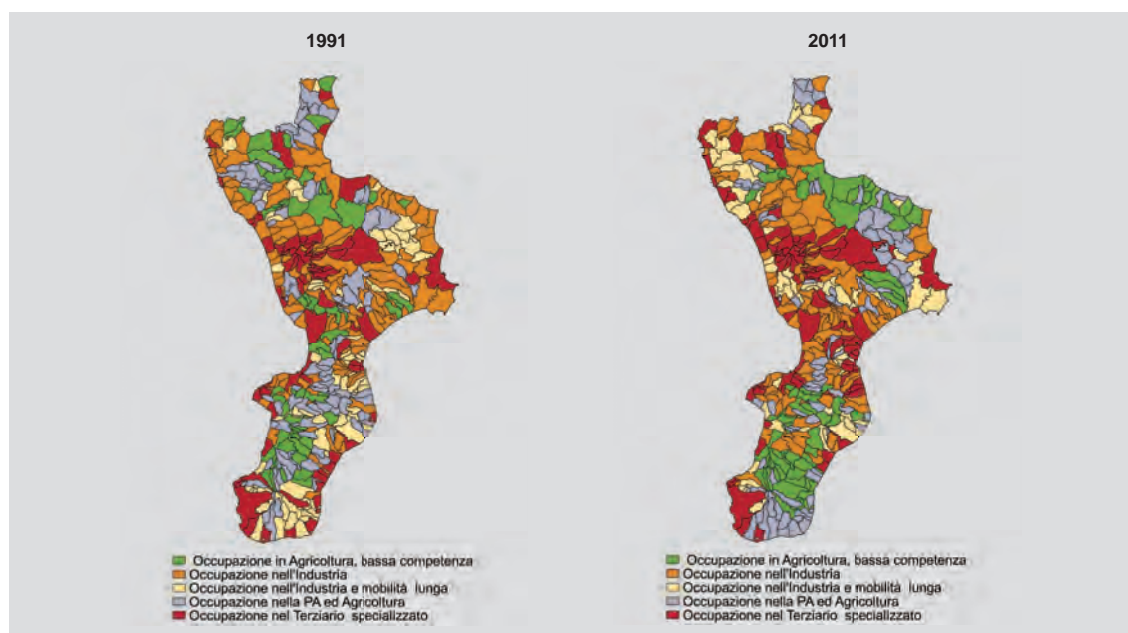 1991
2011
Occupazione in Agricoltura, bassa competenza
Occupazione nell'Industria
Occupazione nell'Industria e mobilità lunga
Occupazione nella PA ed Agricoltura
Occupazione nel Terziario specializzato
Occupazione in Agricoltura, bassa competenza
Occupazione nell'Industria
Occupazione nell'Industria e mobilità lunga
Occupazione nella PA ed Agricoltura
Occupazione nel Terziario specializzato